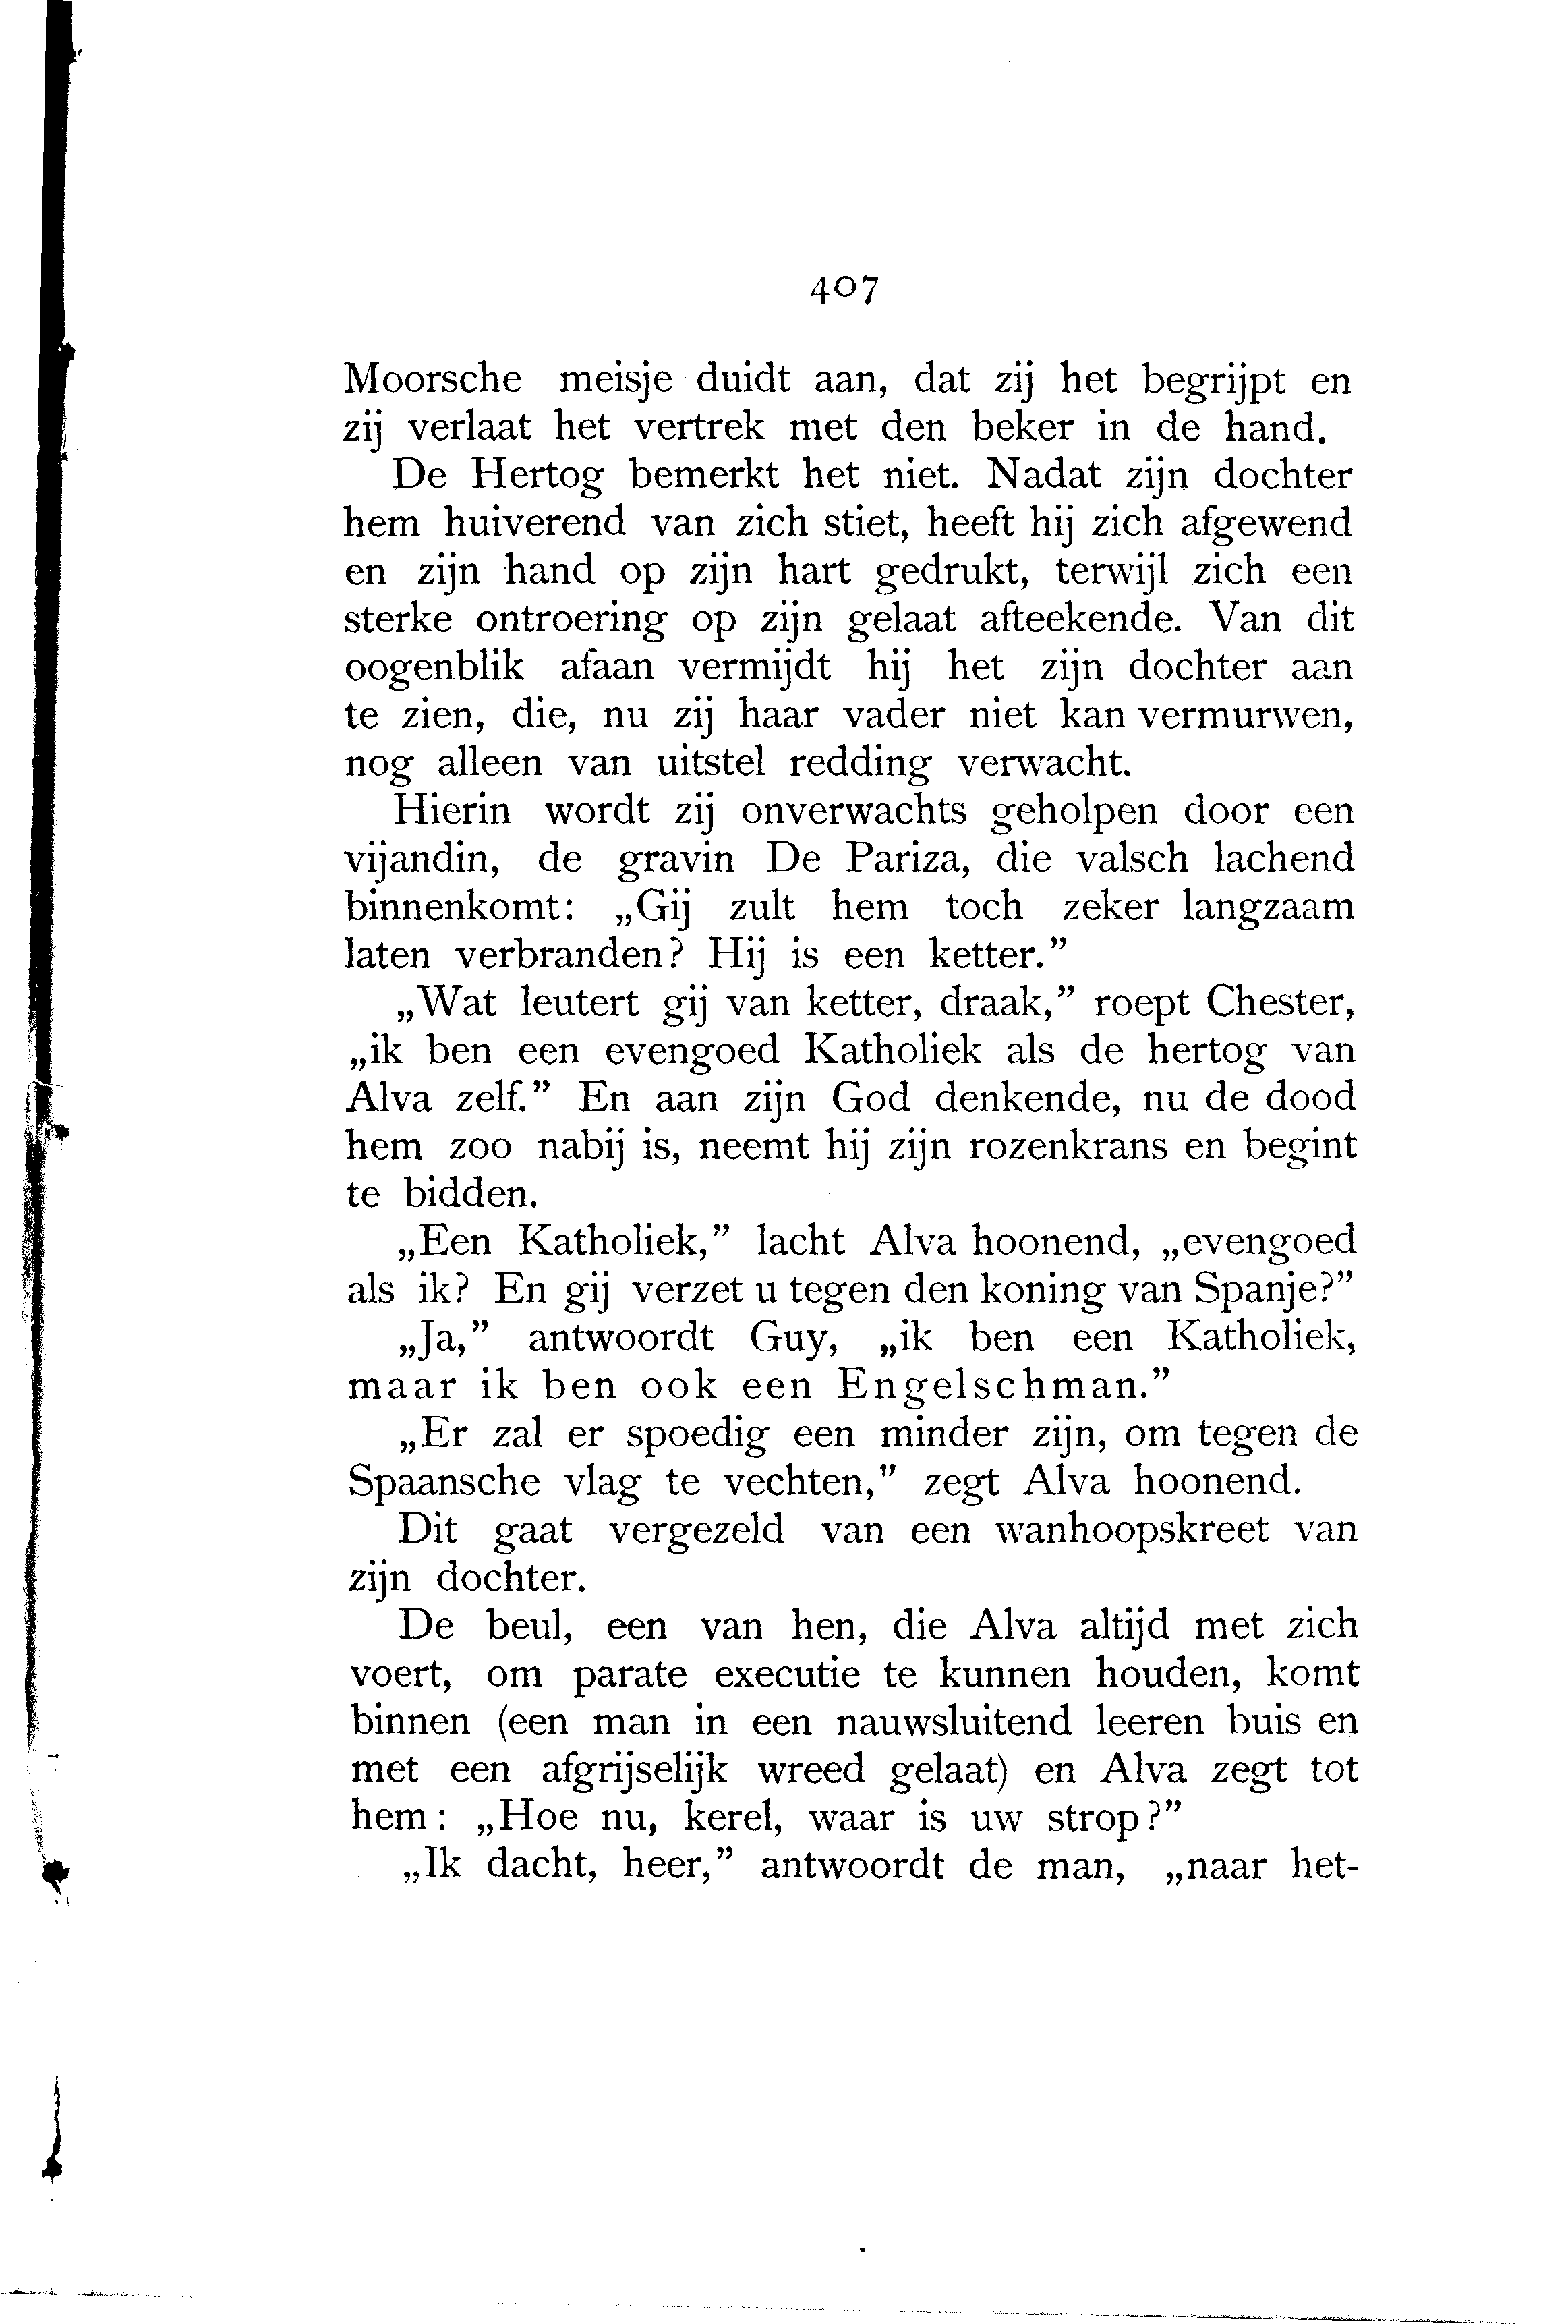 407
Moorsche meisje duidt aan, dat zij het begrijpt en
zij verlaat het vertrek met den beker in de hand.
De Hertog bemerkt het niet. Nadat zijn dochter
hem huiverend van zich stiet, heeft hij zich afgewend
en zijn hand op zijn hart gedrukt, terwijl zich een
sterke ontroering op zijn gelaat afteekende. Van dit
oogenblik afaan vermijdt hij het zijn dochter aan
te zien, die, nu zij haar vader niet kan vermurwen,
nog alleen van uitstel redding verwacht.
Hierin wordt zij onverwachts geholpen door een
vijandin, de gravin De Pariza, die valsch lachend
binnenkomt: „Gij zult hem toch zeker langzaam
laten verbranden? Hij is een ketter.”
„Wat leutert gij van ketter, draak,” roept Chester,
„ik ben een evengoed Katholiek als de hertog van
Alva zelf.” En aan zijn God denkende, nu de dood
hem zoo nabij is, neemt hij zijn rozenkrans en begint
te bidden.
„Een Katholiek,” lacht Alva hoonend, „evengoed
als ik? En gij verzet u tegen den koning van Spanje?”
„Ja,” antwoordt Guy, „ik ben een Katholiek,
maar ik ben ook een Engelschman.”
„Er zal er spoedig een minder zijn, om tegen de
Spaansche vlag te vechten,” zegt Alva hoonend.
Dit gaat vergezeld van een wanhoopskreet van
zijn dochter.
De beul, een van hen, die Alva altijd met zich
voert, om parate executie te kunnen houden, komt
binnen (een man in een nauwsluitend leeren buis en
met een afgrijselijk wreed gelaat) en Alva zegt tot
hem: „Hoe nu, kerel, waar is uw strop?”
„Ik dacht, heer,” antwoordt de man, „naar het-